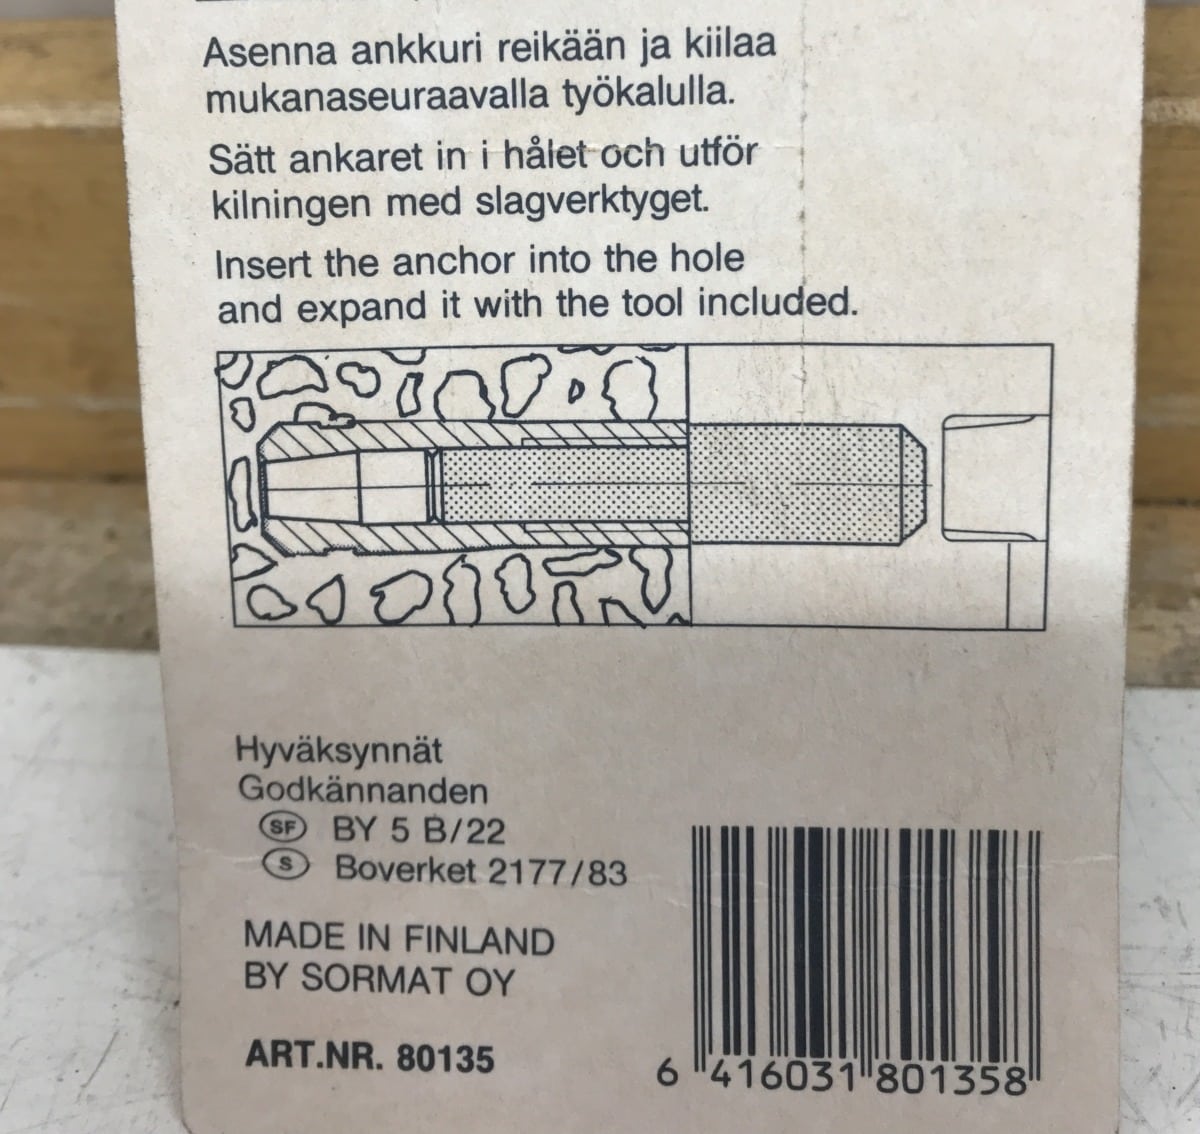 Asenna ankkuri reikään ja kiilaa
mukanaseuraavalla työkalulla.
Sätt ankaret in i hålet och utför
kilningen med slagverktyget.
Insert the anchor into the hole
and expand it with the tool included.
Hyväksynnät
Godkännanden
SF BY 5 B/22
S Boverket 2177/83
MADE IN FINLAND
BY SORMAT OY
ART.NR. 80135
6 416031 801358